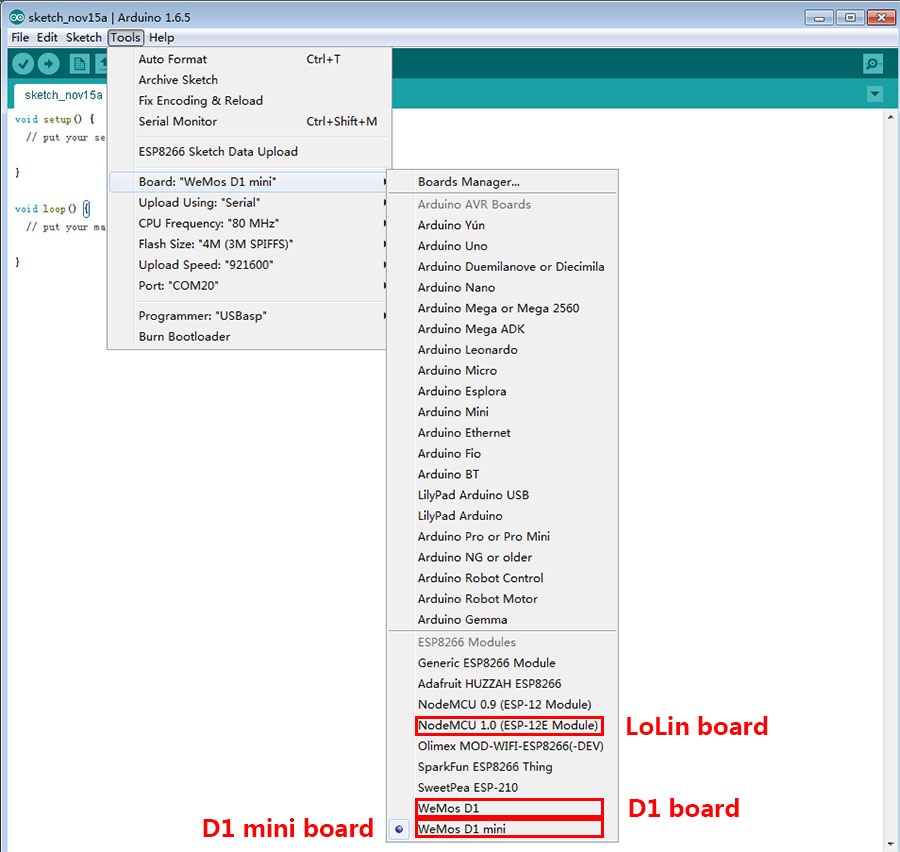 sketch_nov15a | Arduino 1.6.5
File Edit Sketch Tools Help
sketch_nov15a
void setup() {
// put your se
}
void loop() {
// put your ma
}
Auto Format Ctrl+T
Archive Sketch
Fix Encoding & Reload
Serial Monitor Ctrl+Shift+M
ESP8266 Sketch Data Upload
Board: "WeMos D1 mini"
Upload Using: "Serial"
CPU Frequency: "80 MHz"
Flash Size: "4M (3M SPIFFS)"
Upload Speed: "921600"
Port: "COM20"
Programmer: "USBasp"
Burn Bootloader
Boards Manager...
Arduino AVR Boards
Arduino Yún
Arduino Uno
Arduino Duemilanove or Diecimila
Arduino Nano
Arduino Mega or Mega 2560
Arduino Mega ADK
Arduino Leonardo
Arduino Micro
Arduino Esplora
Arduino Mini
Arduino Ethernet
Arduino Fio
Arduino BT
LilyPad Arduino USB
LilyPad Arduino
Arduino Pro or Pro Mini
Arduino NG or older
Arduino Robot Control
Arduino Robot Motor
Arduino Gemma
ESP8266 Modules
Generic ESP8266 Module
Adafruit HUZZAH ESP8266
NodeMCU 0.9 (ESP-12 Module)
NodeMCU 1.0 (ESP-12E Module)
LoLin board
Olimex MOD-WIFI-ESP8266(-DEV)
SparkFun ESP8266 Thing
SweetPea ESP-210
WeMos D1
D1 board
D1 mini board
WeMos D1 mini